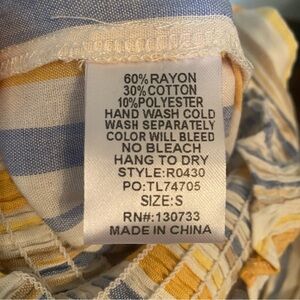 60% RAYON
30% COTTON
10% POLYESTER
HAND WASH COLD
WASH SEPARATELY
COLOR WILL BLEED
NO BLEACH
HANG TO DRY
STYLE:R0430
PO:TL74705
SIZE:S
RN#:130733
MADE IN CHINA